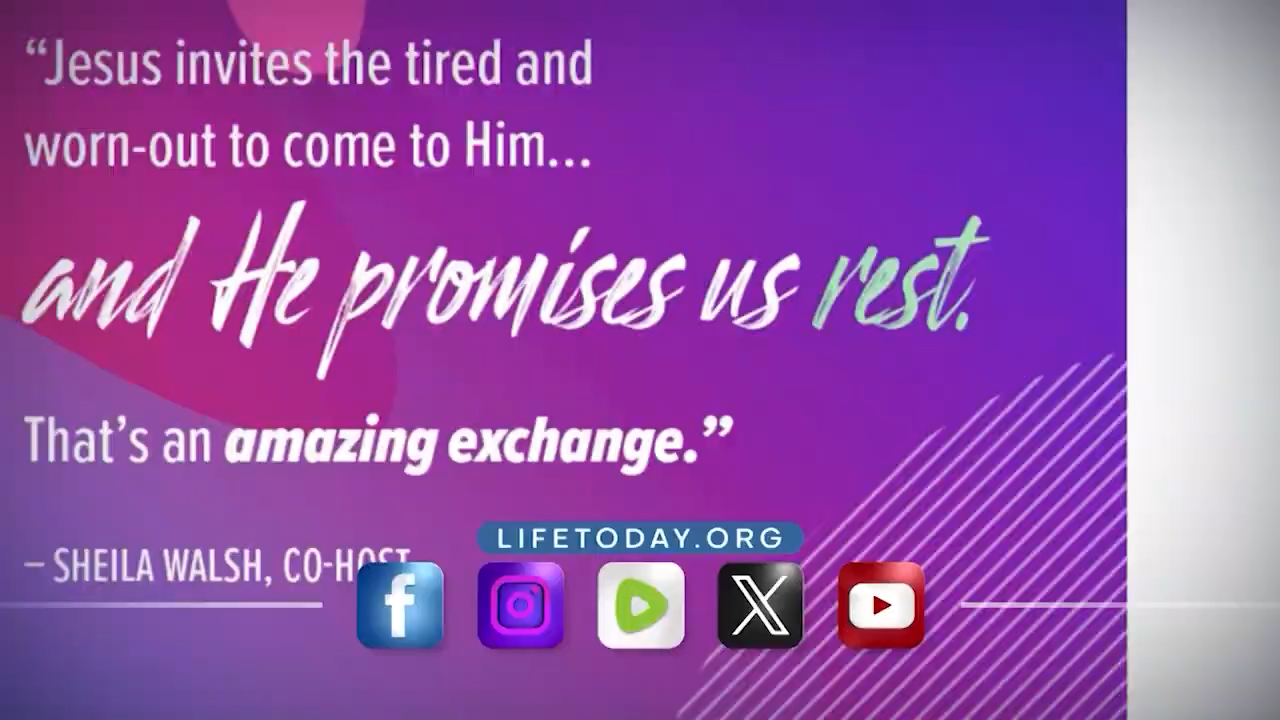 “Jesus invites the tired and
worn-out to come to Him...
and He promises us rest.
That’s an amazing exchange.”
– SHEILA WALSH, CO-HOST
LIFETODAY.ORG